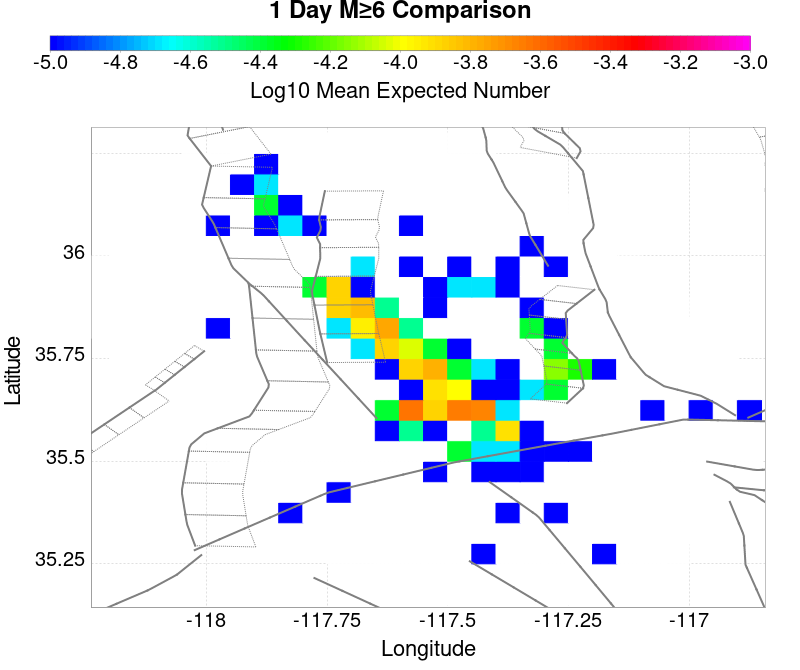 1 Day M≥6 Comparison
-5.0 -4.8 -4.6 -4.4 -4.2 -4.0 -3.8 -3.6 -3.4 -3.2 -3.0
Log10 Mean Expected Number
36
35.75
35.5
35.25
Latitude
-118 -117.75 -117.5 -117.25 -117
Longitude